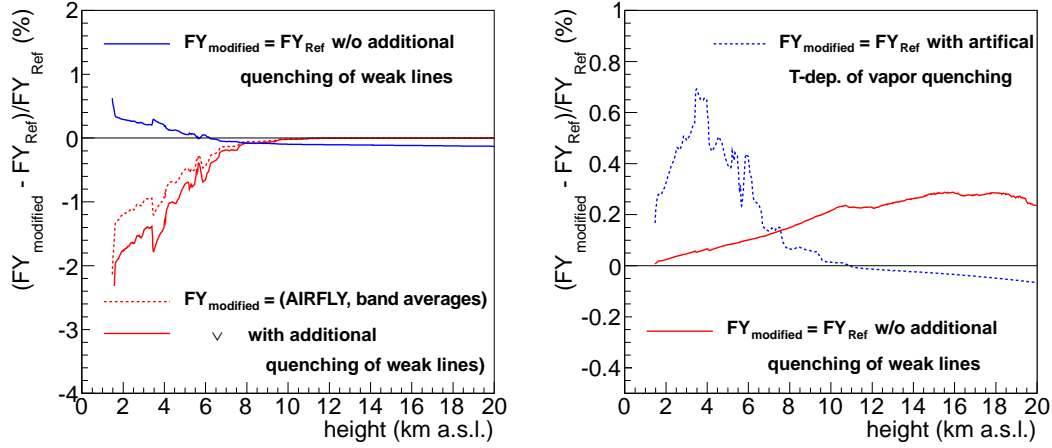 (FY_modified - FY_Ref)/FY_Ref (%)
2
1
0
-1
-2
-3
-4
FY_modified = FY_Ref w/o additional
quenching of weak lines
FY_modified = (AIRFLY, band averages)
∨ with additional
quenching of weak lines)
0 2 4 6 8 10 12 14 16 18 20
height (km a.s.l.)
(FY_modified - FY_Ref)/FY_Ref (%)
1
0.8
0.6
0.4
0.2
0
-0.2
-0.4
FY_modified = FY_Ref with artifical
T-dep. of vapor quenching
FY_modified = FY_Ref w/o additional
quenching of weak lines
0 2 4 6 8 10 12 14 16 18 20
height (km a.s.l.)